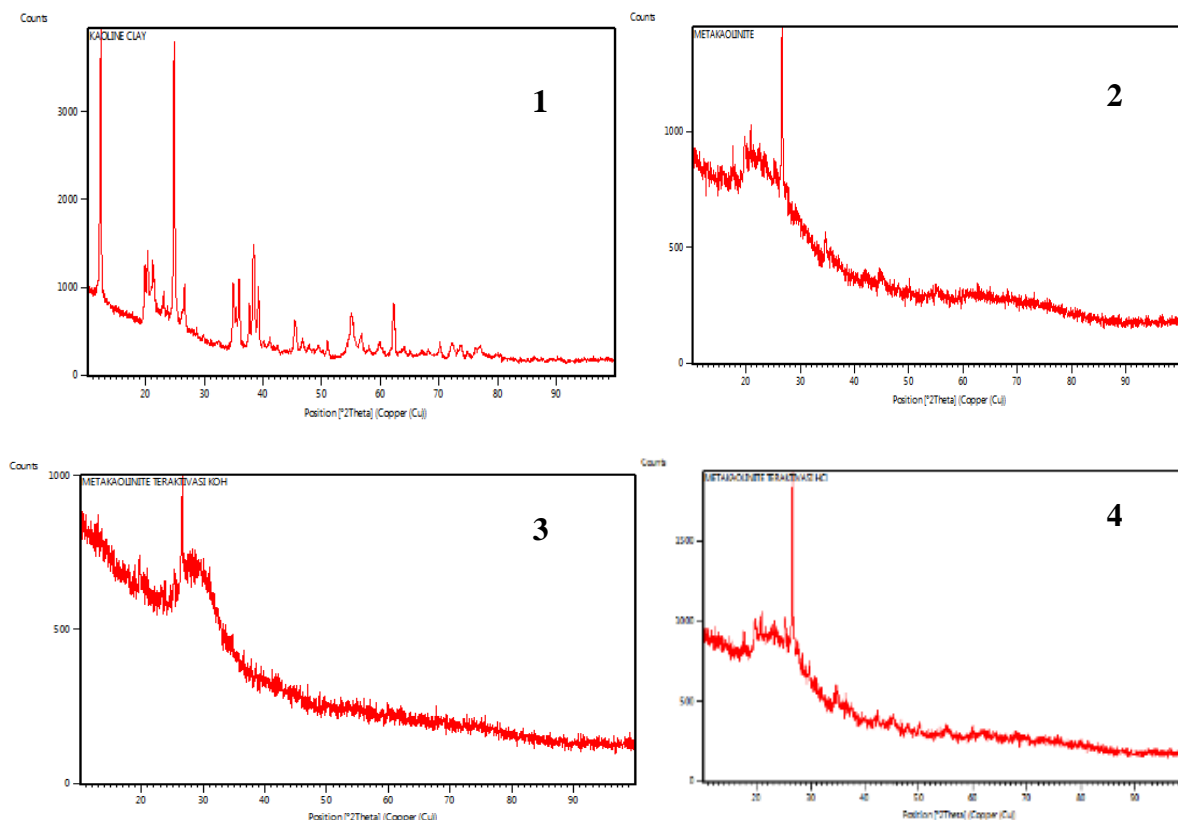 Counts
KAOLINE CLAY
1
3000
2000
1000
0
20 30 40 50 60 70 80 90
Position [°2Theta] (Copper (Cu))
Counts
METAKAOLINITE
2
1000
500
0
20 30 40 50 60 70 80 90
Position [°2Theta] (Copper (Cu))
Counts
1000
METAKAOLINITE TERAKTIVASI KOH
3
500
0
20 30 40 50 60 70 80 90
Position [°2Theta] (Copper (Cu))
Counts
METAKAOLINITE TERAKTIVASI HCl
4
1500
1000
500
0
20 30 40 50 60 70 80 90
Position [°2Theta] (Copper (Cu)